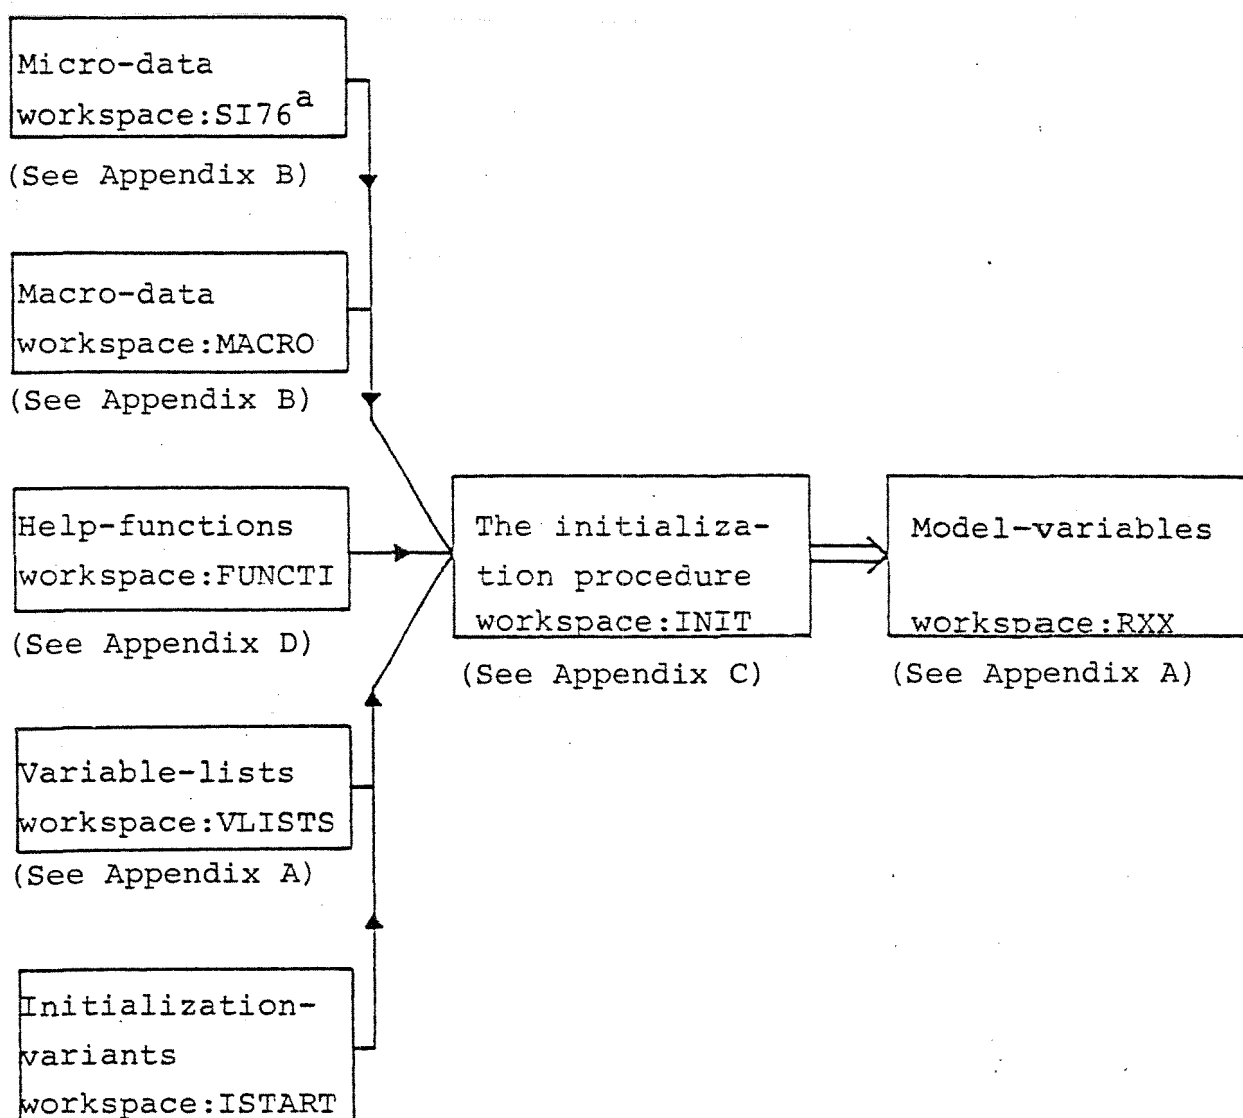 Micro-data
workspace:SI76a
(See Appendix B)
Macro-data
workspace:MACRO
(See Appendix B)
Help-functions
workspace:FUNCTI
(See Appendix D)
Variable-lists
workspace:VLISTS
(See Appendix A)
Initialization-
variants
workspace:ISTART
The initializa-
tion procedure
workspace:INIT
(See Appendix C)
Model-variables
workspace:RXX
(See Appendix A)